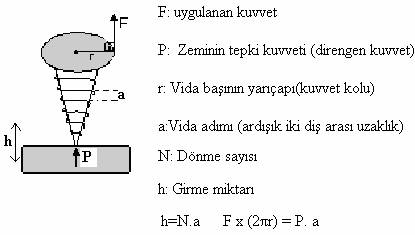 F
r
a
h
P
F: uygulanan kuvvet
P: Zeminin tepki kuvveti (direngen kuvvet)
r: Vida başının yarıçapı(kuvvet kolu)
a:Vida adımı (ardışık iki diş arası uzaklık)
N: Dönme sayısı
h: Girme miktarı
h=N.a F x (2πr) = P. a